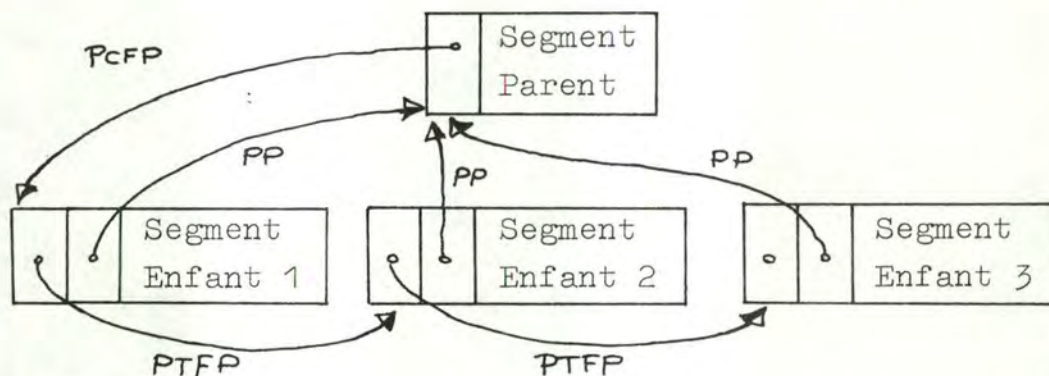 PCFP
Segment
Parent
PP
PP
PP
Segment
Enfant 1
Segment
Enfant 2
Segment
Enfant 3
PTFP
PTFP